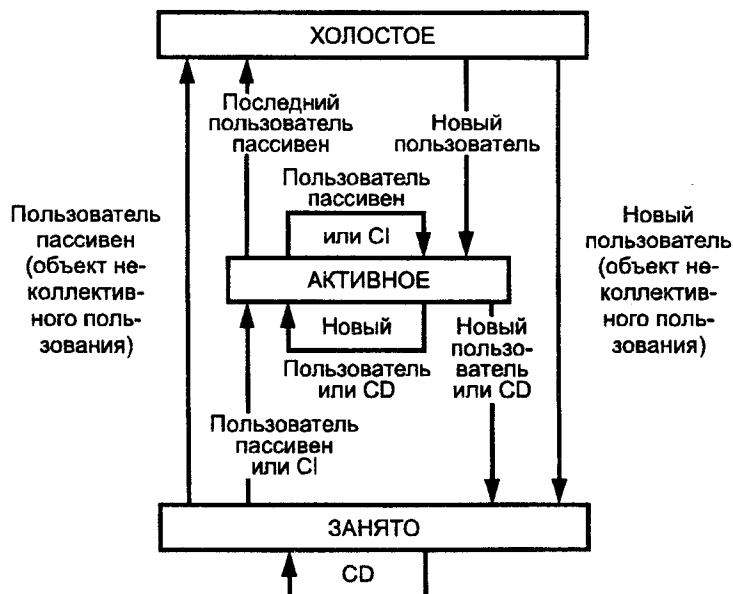 ХОЛОСТОЕ
Последний
пользователь
пассивен
Новый
пользователь
Пользователь
пассивен
или CI
Пользователь
пассивен
(объект не-
коллектив-
ного поль-
зования)
Новый
пользователь
(объект не-
коллектив-
ного поль-
зования)
АКТИВНОЕ
Новый
Пользователь
или CD
Новый
пользо-
ватель
или CD
Пользователь
пассивен
или CI
ЗАНЯТО
CD